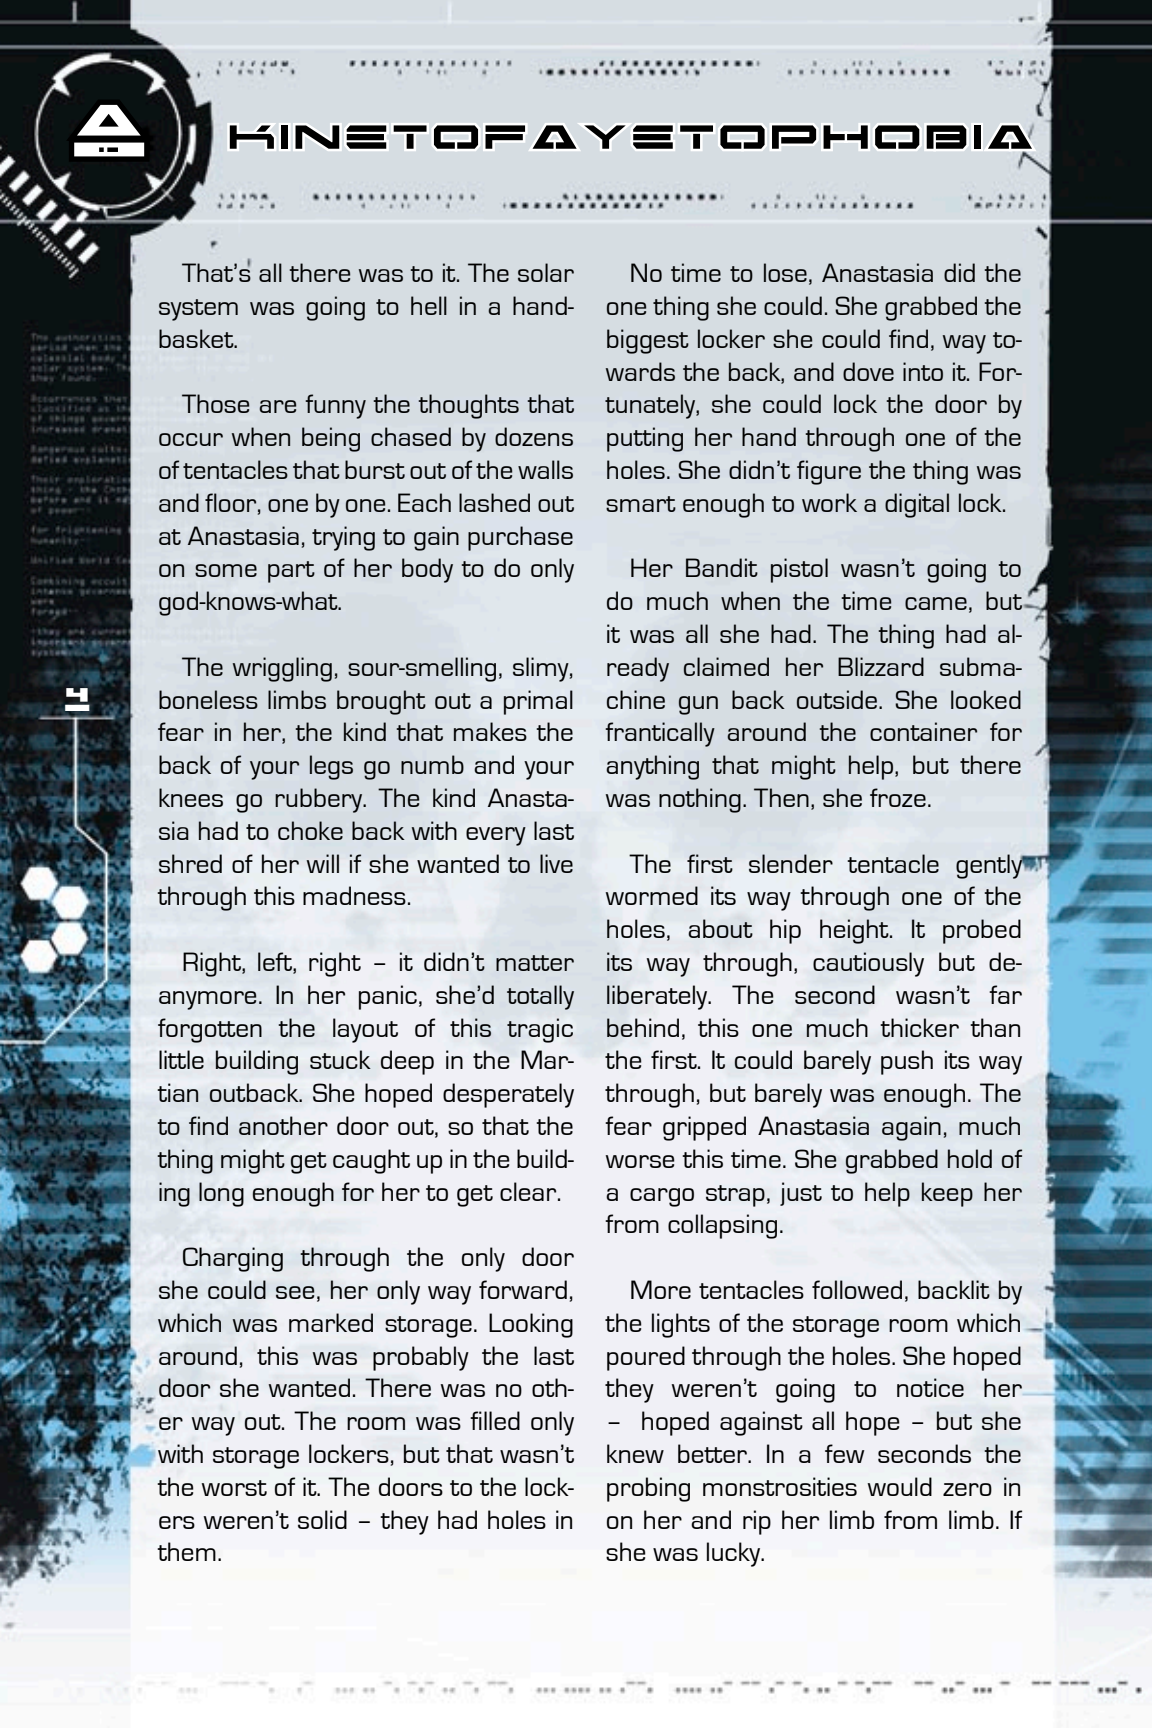 KINETOFAYETOPHOBIA
That's all there was to it. The solar
system was going to hell in a hand-
basket.
Those are funny the thoughts that
occur when being chased by dozens
of tentacles that burst out of the walls
and floor, one by one. Each lashed out
at Anastasia, trying to gain purchase
on some part of her body to do only
god-knows-what.
The wriggling, sour-smelling, slimy,
boneless limbs brought out a primal
fear in her, the kind that makes the
back of your legs go numb and your
knees go rubbery. The kind Anasta-
sia had to choke back with every last
shred of her will if she wanted to live
through this madness.
Right, left, right – it didn't matter
anymore. In her panic, she'd totally
forgotten the layout of this tragic
little building stuck deep in the Mar-
tian outback. She hoped desperately
to find another door out, so that the
thing might get caught up in the build-
ing long enough for her to get clear.
Charging through the only door
she could see, her only way forward,
which was marked storage. Looking
around, this was probably the last
door she wanted. There was no oth-
er way out. The room was filled only
with storage lockers, but that wasn't
the worst of it. The doors to the lock-
ers weren't solid – they had holes in
them.
No time to lose, Anastasia did the
one thing she could. She grabbed the
biggest locker she could find, way to-
wards the back, and dove into it. For-
tunately, she could lock the door by
putting her hand through one of the
holes. She didn't figure the thing was
smart enough to work a digital lock.
Her Bandit pistol wasn't going to
do much when the time came, but
it was all she had. The thing had al-
ready claimed her Blizzard subma-
chine gun back outside. She looked
frantically around the container for
anything that might help, but there
was nothing. Then, she froze.
The first slender tentacle gently
wormed its way through one of the
holes, about hip height. It probed
its way through, cautiously but de-
liberately. The second wasn't far
behind, this one much thicker than
the first. It could barely push its way
through, but barely was enough. The
fear gripped Anastasia again, much
worse this time. She grabbed hold of
a cargo strap, just to help keep her
from collapsing.
More tentacles followed, backlit by
the lights of the storage room which
poured through the holes. She hoped
they weren't going to notice her
– hoped against all hope – but she
knew better. In a few seconds the
probing monstrosities would zero in
on her and rip her limb from limb. If
she was lucky.
4